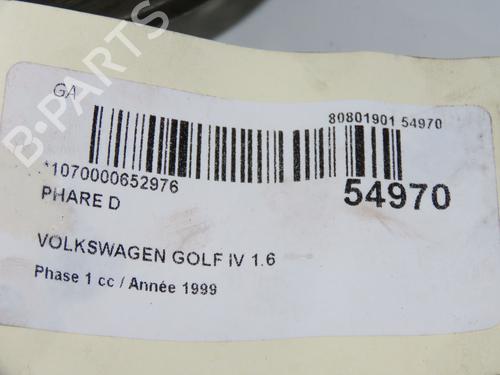 GA
80801901 54970
*1070000652976
54970
PHARE D
VOLKSWAGEN GOLF IV 1.6
Phase 1 cc / Année 1999
B-PARTS